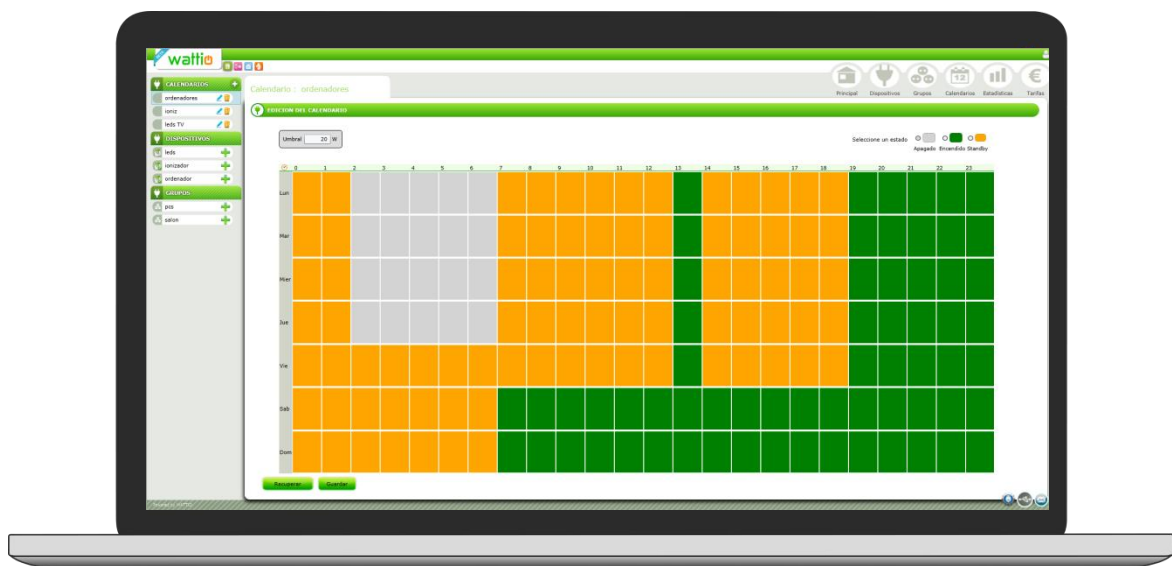 wattio
CALENDARIOS +
ordenadores
ioniz
leds TV
DISPOSITIVOS
leds
ionizador
ordenador
GRUPOS
pcs
salon
Calendario : ordenadores
Principal Dispositivos Grupos Calendarios Estadísticas Tarifas
12
€
EDICION DEL CALENDARIO
Umbral 20 W
Seleccione un estado
Apagado Encendido Standby
0 1 2 3 4 5 6 7 8 9 10 11 12 13 14 15 16 17 18 19 20 21 22 23
Lun
Mar
Mier
Jue
Vie
Sab
Dom
Recuperar Guardar